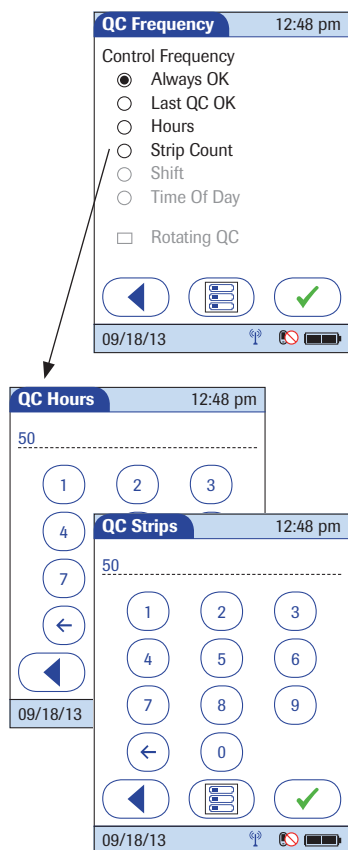 QC Frequency 12:48 pm
Control Frequency
Always OK
Last QC OK
Hours
Strip Count
Shift
Time Of Day
Rotating QC
09/18/13
QC Hours 12:48 pm
50
1 2 3
4
7
09/18/13
QC Strips 12:48 pm
50
1 2 3
4 5 6
7 8 9
0
09/18/13